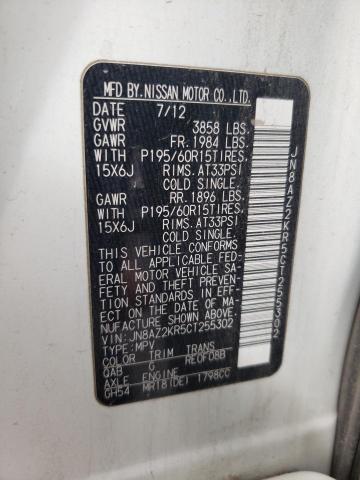 MFD BY. NISSAN MOTOR CO., LTD.
DATE 7/12
GVWR 3858 LBS.
GAWR FR. 1984 LBS.
WITH P195/60R15TIRES,
15X6J RIMS. AT33PSI
COLD SINGLE.
GAWR RR. 1896 LBS.
WITH P195/60R15TIRES,
15X6J RIMS. AT33PSI
COLD SINGLE.
THIS VEHICLE CONFORMS
TO ALL APPLICABLE FED-
ERAL MOTOR VEHICLE SA-
FETY AND THEFT PREVEN-
TION STANDARDS IN EFFECT
ON THE DATE OF MA-
NUFACTURE SHOWN ABOVE.
VIN: JN8AZ2KR5CT255302
TYPE: MPV
COLOR TRIM TRANS
QAB G RE0F08B
AXLE ENGINE
GH54 MR18(DE) 1798CC
JN8AZ2KR5CT255302